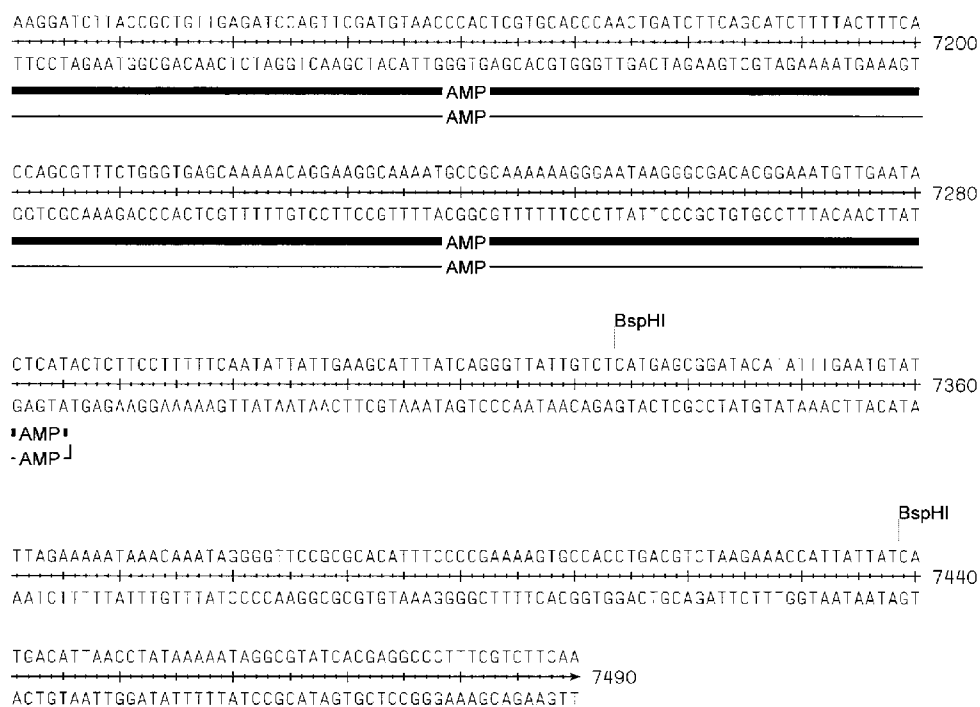 AAGGATCTTACCGCTGTTGAGATCCAGTTCGATGTAACCCACTCGTGCACCCAACTGATCTTCAGCATCTTTTACTTTCA
7200
TTCCTAGAATGGCGACAACTCTAGGTCAAGCTACATTGGGTGAGCACGTGGGTTGACTAGAAGTCGTAGAAAATGAAAGT
AMP
AMP
CCAGCGTTTCTGGGTGAGCAAAAACAGGAAGGCAAAATGCCGCAAAAAAGGGAATAAGGGCGACACGGAAATGTTGAATA
7280
GGTCGCAAAGACCCACTCGTTTTTGTCCTTCCGTTTTACGGCGTTTTTTCCCTTATTCCCGCTGTGCCTTTACAACTTAT
AMP
AMP
BspHI
CTCATACTCTTCCTTTTTCAATATTATTGAAGCATTTATCAGGGTTATTGTCTCATGAGCGGATACATATTTGAATGTAT
7360
GAGTATGAGAAGGAAAAAGTTATAATAACTTCGTAAATAGTCCCAATAACAGAGTACTCGCCTATGTATAAACTTACATA
AMP
AMP
BspHI
TTAGAAAAATAAACAAATAGGGGTTCCGCGCACATTTCCCCGAAAAGTGCCACCTGACGTCTAAGAAACCATTATTATCA
7440
AATCTTTTTATTTGTTTATCCCCAAGGCGCGTGTAAAGGGGCTTTTCACGGTGGACTGCAGATTCTTTGGTAATAATAGT
TGACATTAACCTATAAAAATAGGCGTATCACGAGGCCCTTTCGTCTTCAA
7490
ACTGTAATTGGATATTTTTATCCGCATAGTGCTCCGGGAAAGCAGAAGTT